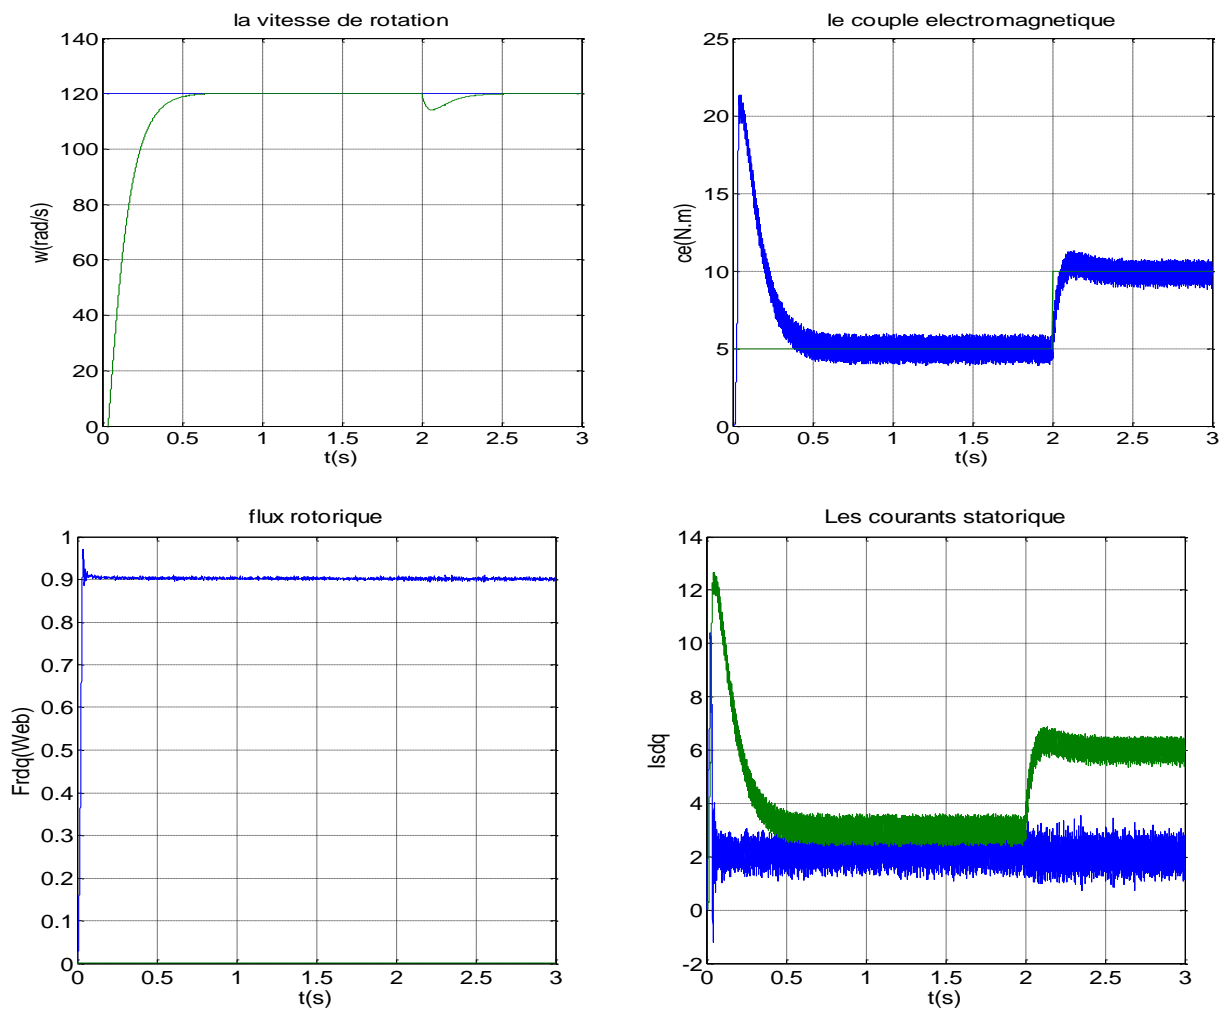 la vitesse de rotation
140
120
100
80
60
40
20
0
w(rad/s)
0 0.5 1 1.5 2 2.5 3
t(s)
le couple electromagnetique
25
20
15
10
5
0
ce(N.m)
0 0.5 1 1.5 2 2.5 3
t(s)
flux rotorique
1
0.9
0.8
0.7
0.6
0.5
0.4
0.3
0.2
0.1
0
Frdq(Web)
0 0.5 1 1.5 2 2.5 3
t(s)
Les courants statorique
14
12
10
8
6
4
2
0
-2
Isdq
0 0.5 1 1.5 2 2.5 3
t(s)